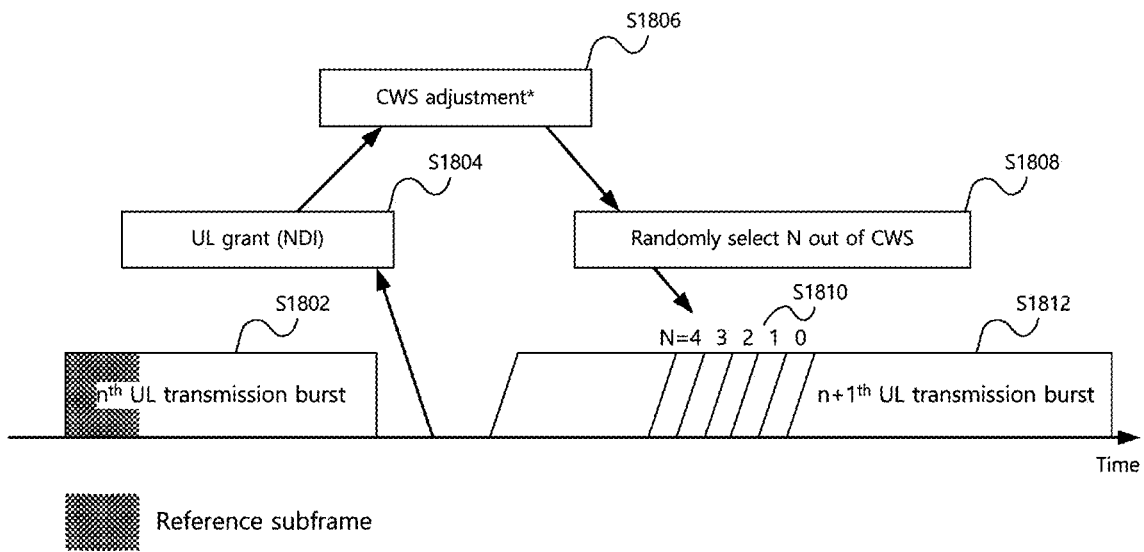 S1806
CWS adjustment*
S1804
S1808
UL grant (NDI)
Randomly select N out of CWS
S1802
S1810
S1812
N=4 3 2 1 0
nth UL transmission burst
n+1th UL transmission burst
Time
Reference subframe